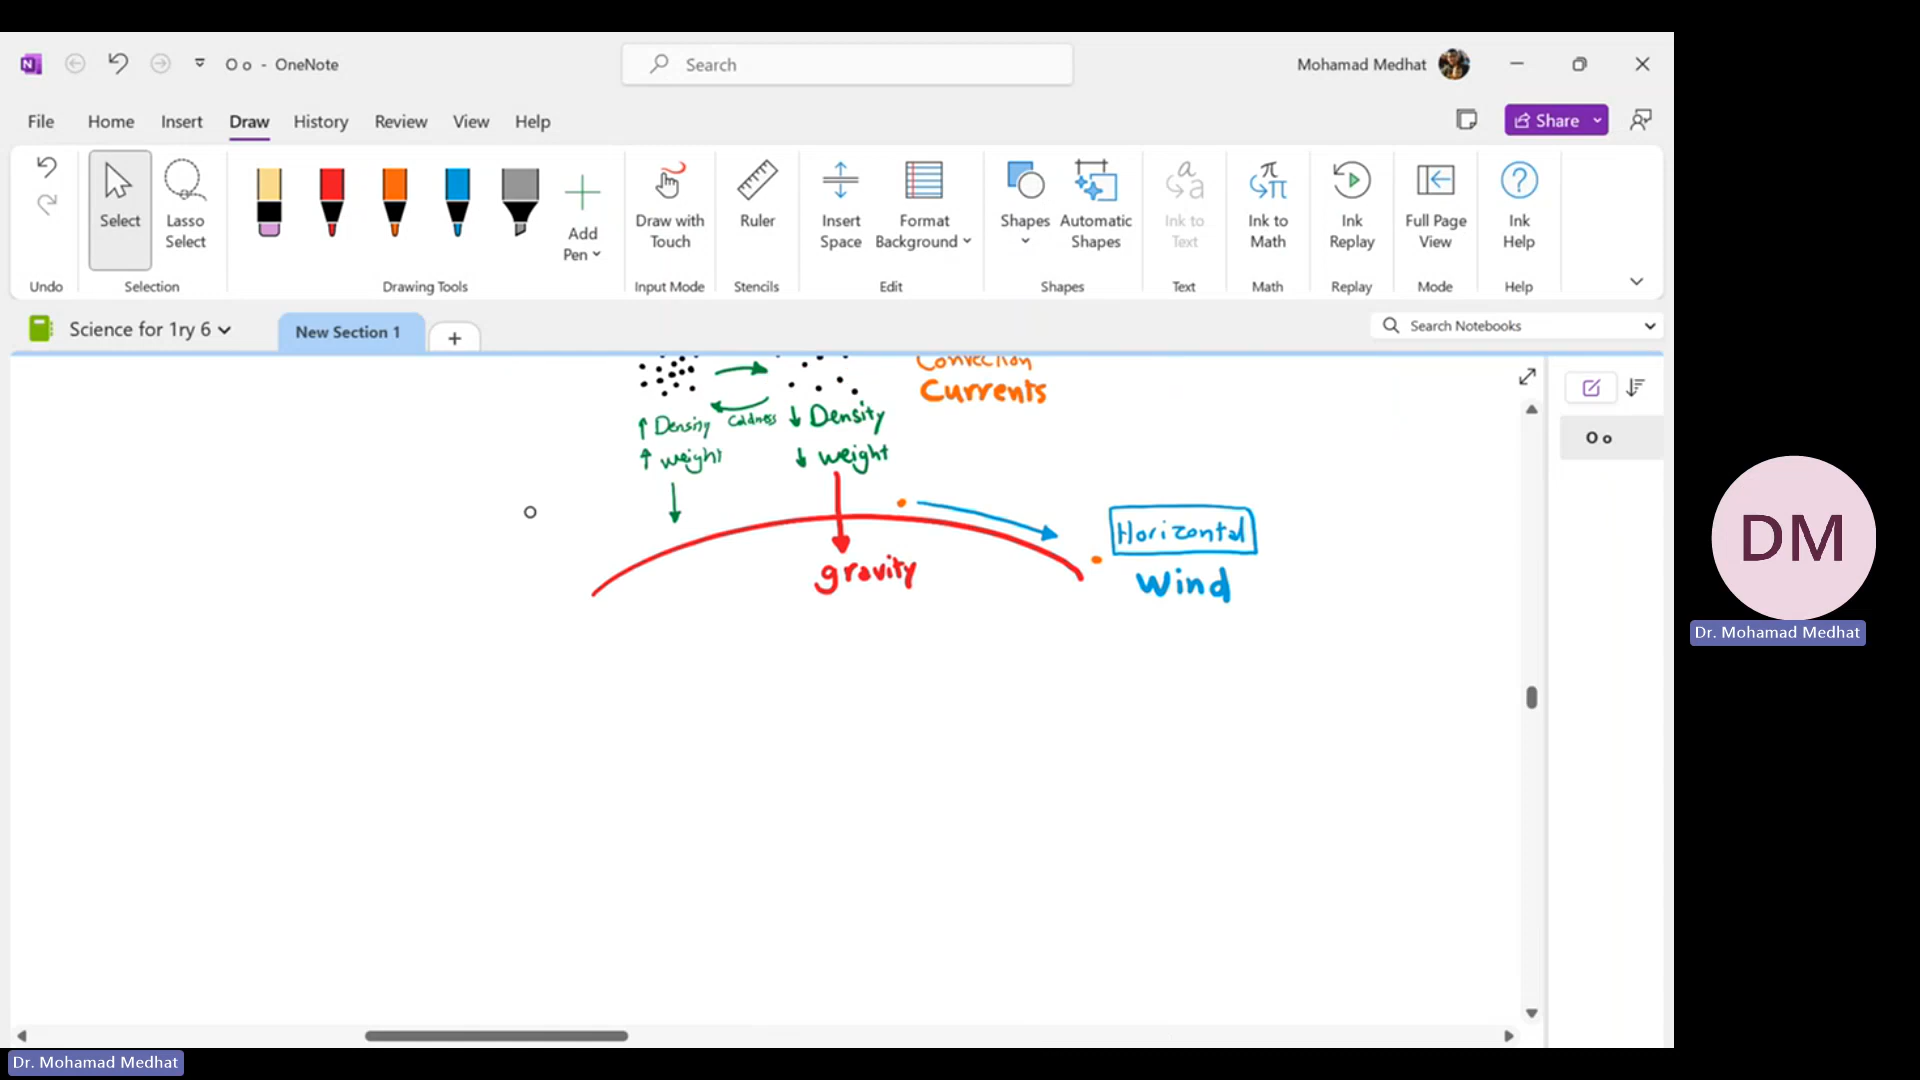 O o - OneNote
Search
Mohamad Medhat
File Home Insert Draw History Review View Help
Share
Select
Lasso Select
Add Pen
Draw with Touch
Ruler
Insert Space
Format Background
Shapes
Automatic Shapes
Ink to Text
Ink to Math
Ink Replay
Full Page View
Ink Help
Undo Selection Drawing Tools Input Mode Stencils Edit Shapes Text Math Replay Mode Help
Science for 1ry 6
New Section 1
Search Notebooks
O o
Convection
Currents
↑ Density
Coldness
↓ Density
↑ weight
↓ weight
Horizontal
gravity
Wind
DM
Dr. Mohamad Medhat
Dr. Mohamad Medhat